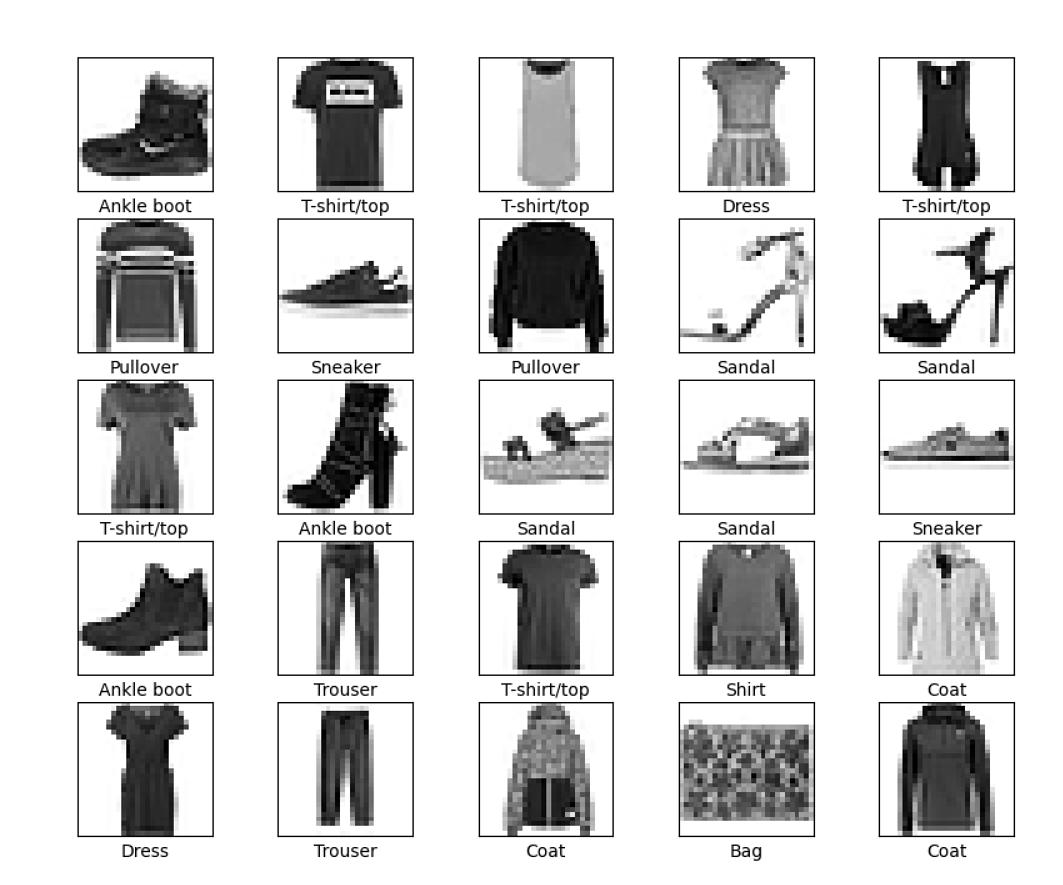 Ankle boot T-shirt/top T-shirt/top Dress T-shirt/top
Pullover Sneaker Pullover Sandal Sandal
T-shirt/top Ankle boot Sandal Sandal Sneaker
Ankle boot Trouser T-shirt/top Shirt Coat
Dress Trouser Coat Bag Coat